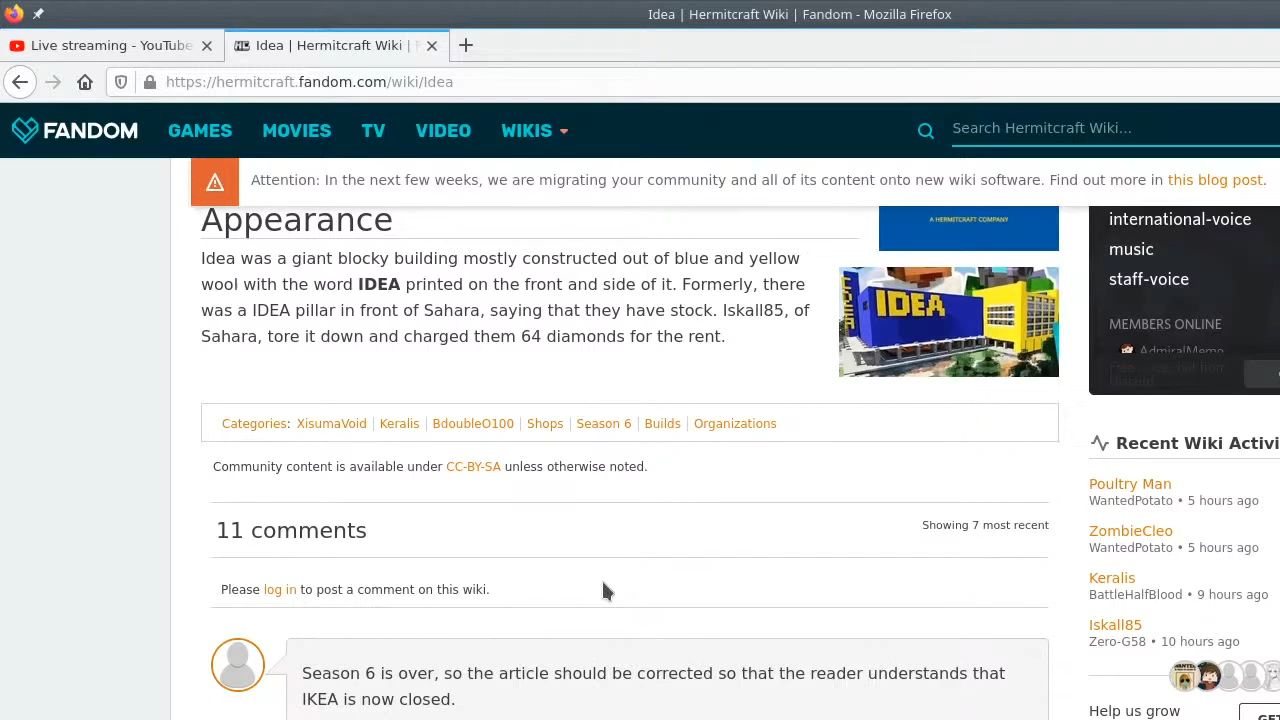 Idea | Hermitcraft Wiki | Fandom - Mozilla Firefox
Live streaming - YouTube
Idea | Hermitcraft Wiki |
https://hermitcraft.fandom.com/wiki/Idea
FANDOM GAMES MOVIES TV VIDEO WIKIS Search Hermitcraft Wiki...
Attention: In the next few weeks, we are migrating your community and all of its content onto new wiki software. Find out more in this blog post.
Appearance
A HERMITCRAFT COMPANY
Idea was a giant blocky building mostly constructed out of blue and yellow
wool with the word IDEA printed on the front and side of it. Formerly, there
was a IDEA pillar in front of Sahara, saying that they have stock. Iskall85, of
Sahara, tore it down and charged them 64 diamonds for the rent.
IDEA
Categories: XisumaVoid Keralis BdoubleO100 Shops Season 6 Builds Organizations
Community content is available under CC-BY-SA unless otherwise noted.
11 comments
Showing 7 most recent
Please log in to post a comment on this wiki.
Season 6 is over, so the article should be corrected so that the reader understands that
IKEA is now closed.
international-voice
music
staff-voice
MEMBERS ONLINE
AdmiralMemo
Recent Wiki Activi
Poultry Man
WantedPotato • 5 hours ago
ZombieCleo
WantedPotato • 5 hours ago
Keralis
BattleHalfBlood • 9 hours ago
Iskall85
Zero-G58 • 10 hours ago
Help us grow